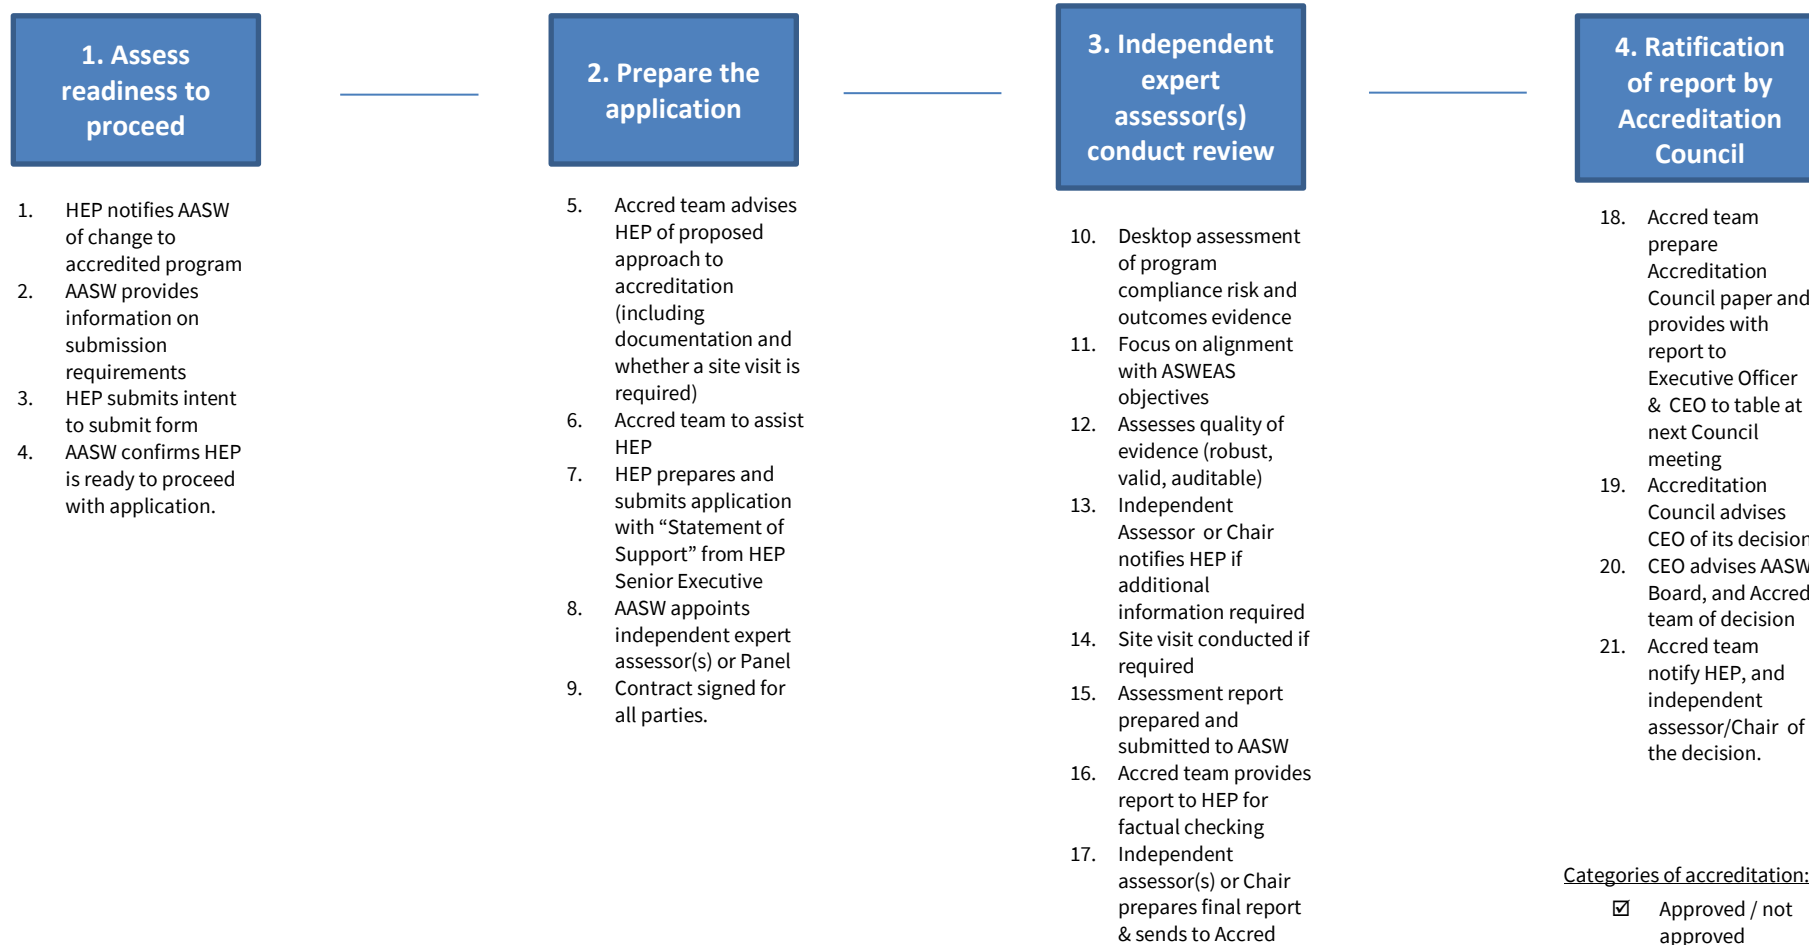 1. Assess
readiness to
proceed
1. HEP notifies AASW
of change to
accredited program
2. AASW provides
information on
submission
requirements
3. HEP submits intent
to submit form
4. AASW confirms HEP
is ready to proceed
with application.
2. Prepare the
application
5. Accred team advises
HEP of proposed
approach to
accreditation
(including
documentation and
whether a site visit is
required)
6. Accred team to assist
HEP
7. HEP prepares and
submits application
with “Statement of
Support” from HEP
Senior Executive
8. AASW appoints
independent expert
assessor(s) or Panel
9. Contract signed for
all parties.
3. Independent
expert
assessor(s)
conduct review
10. Desktop assessment
of program
compliance risk and
outcomes evidence
11. Focus on alignment
with ASWEAS
objectives
12. Assesses quality of
evidence (robust,
valid, auditable)
13. Independent
Assessor or Chair
notifies HEP if
additional
information required
14. Site visit conducted if
required
15. Assessment report
prepared and
submitted to AASW
16. Accred team provides
report to HEP for
factual checking
17. Independent
assessor(s) or Chair
prepares final report
& sends to Accred
4. Ratification
of report by
Accreditation
Council
18. Accred team
prepare
Accreditation
Council paper and
provides with
report to
Executive Officer
& CEO to table at
next Council
meeting
19. Accreditation
Council advises
CEO of its decision
20. CEO advises AASW
Board, and Accred
team of decision
21. Accred team
notify HEP, and
independent
assessor/Chair of
the decision.
Categories of accreditation:
☑ Approved / not
approved